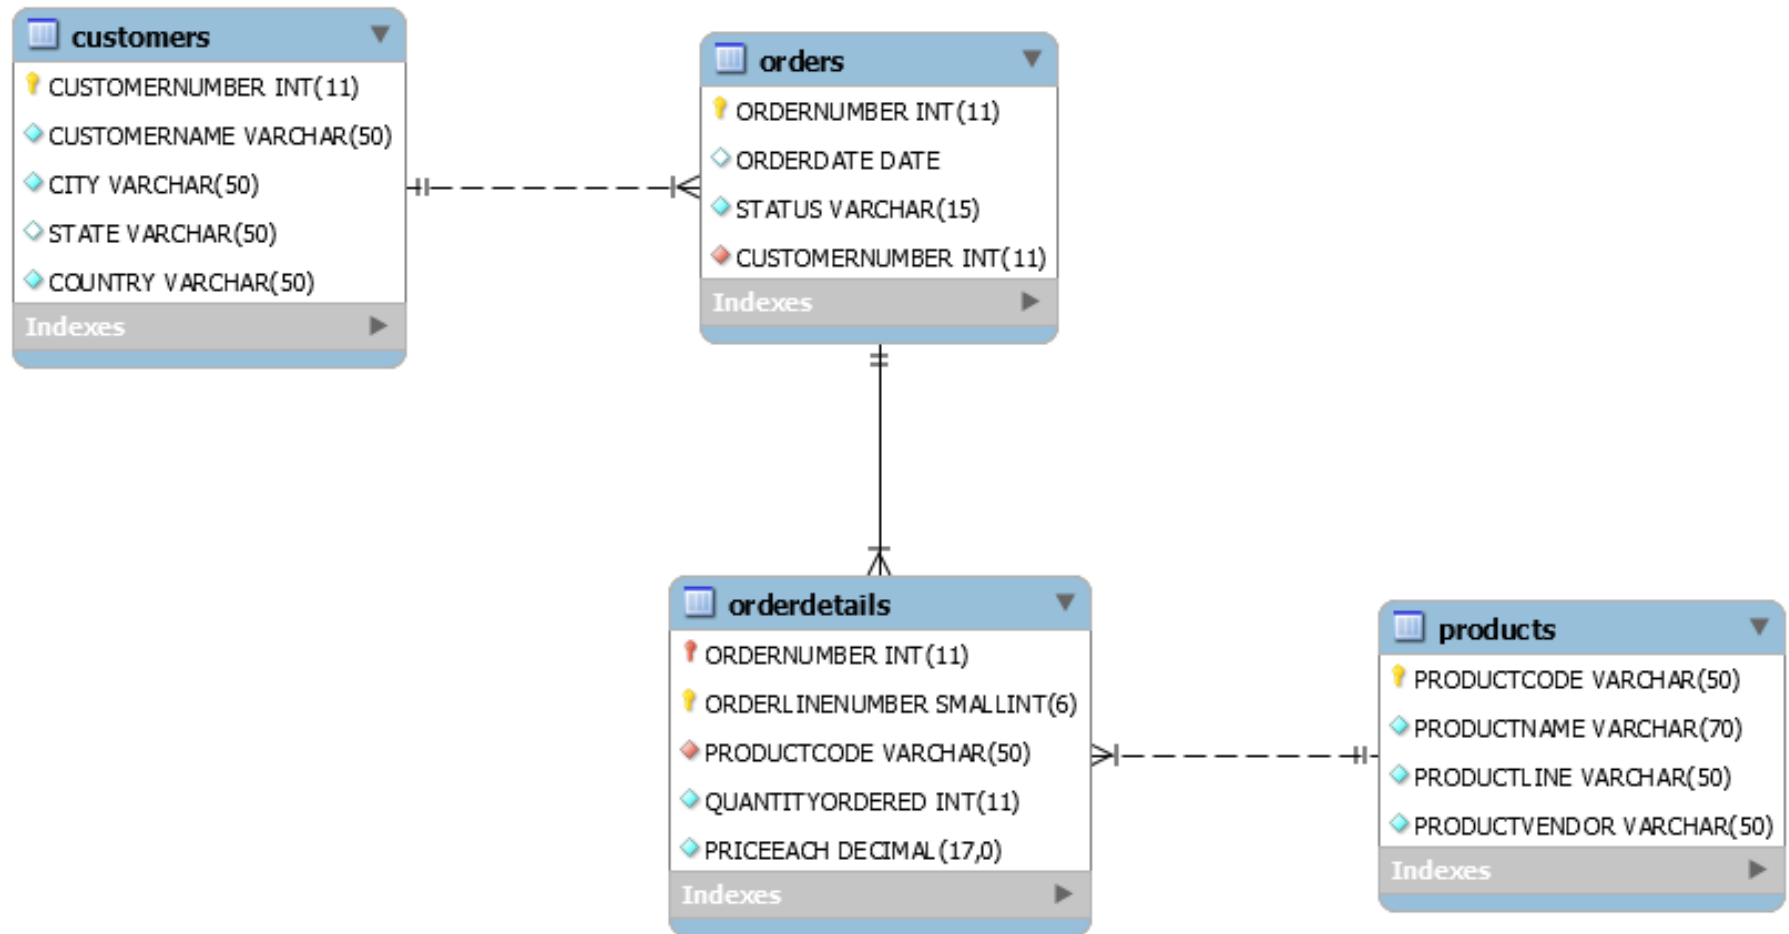 customers
CUSTOMERNUMBER INT(11)
CUSTOMERNAME VARCHAR(50)
CITY VARCHAR(50)
STATE VARCHAR(50)
COUNTRY VARCHAR(50)
Indexes
orders
ORDERNUMBER INT(11)
ORDERDATE DATE
STATUS VARCHAR(15)
CUSTOMERNUMBER INT(11)
Indexes
orderdetails
ORDERNUMBER INT(11)
ORDERLINENUMBER SMALLINT(6)
PRODUCTCODE VARCHAR(50)
QUANTITYORDERED INT(11)
PRICEEACH DECIMAL(17,0)
Indexes
products
PRODUCTCODE VARCHAR(50)
PRODUCTNAME VARCHAR(70)
PRODUCTLINE VARCHAR(50)
PRODUCTVENDOR VARCHAR(50)
Indexes